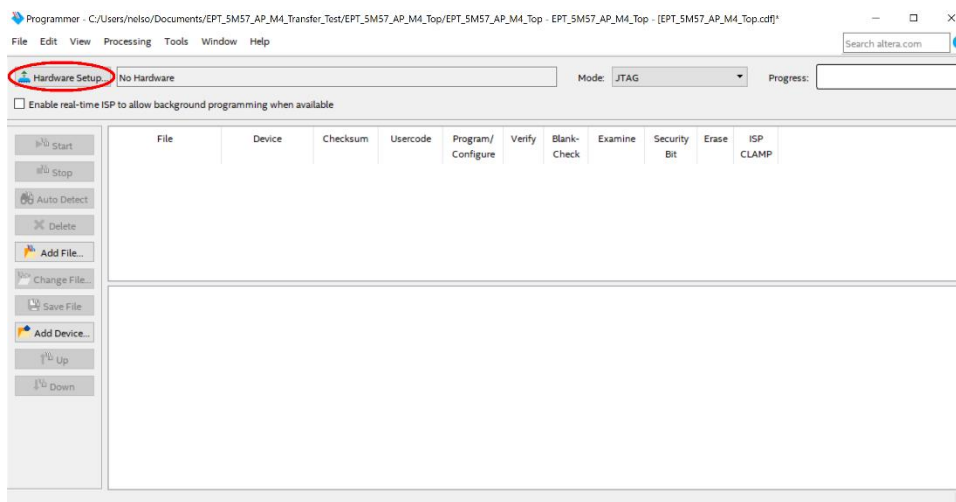 Programmer - C:/Users/nelso/Documents/EPT_5M57_AP_M4_Transfer_Test/EPT_5M57_AP_M4_Top/EPT_5M57_AP_M4_Top - EPT_5M57_AP_M4_Top - [EPT_5M57_AP_M4_Top.cdf]*
File Edit View Processing Tools Window Help
Search altera.com
Hardware Setup... No Hardware Mode: JTAG Progress:
Enable real-time ISP to allow background programming when available
File Device Checksum Usercode Program/ Verify Blank- Examine Security Erase ISP
Configure Check Bit CLAMP
Start
Stop
Auto Detect
Delete
Add File...
Change File...
Save File
Add Device...
Up
Down